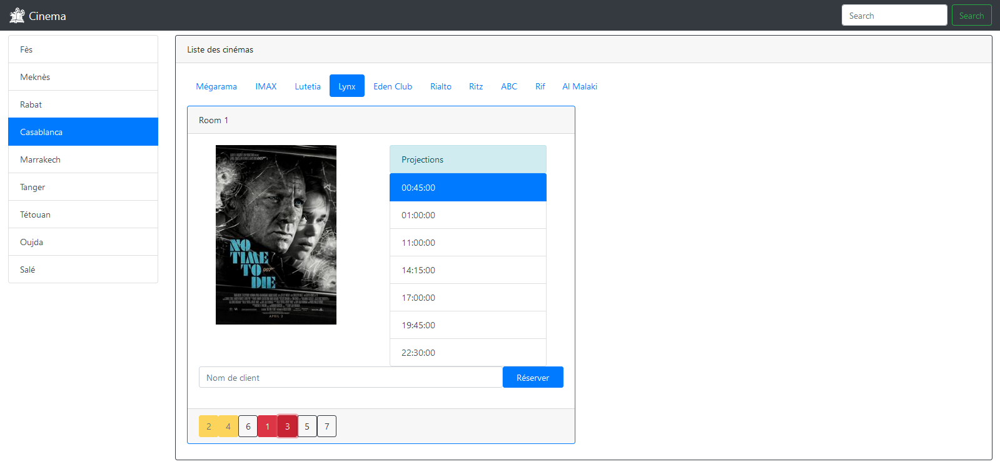 Cinema
Search
Search
Fès
Meknès
Rabat
Casablanca
Marrakech
Tanger
Tétouan
Oujda
Salé
Liste des cinémas
Mégarama IMAX Lutetia Lynx Eden Club Rialto Ritz ABC Rif Al Malaki
Room 1
007
NO
TIME
TO 007
DIE
APRIL 2
Projections
00:45:00
01:00:00
11:00:00
14:15:00
17:00:00
19:45:00
22:30:00
Nom de client
Réserver
2 4 6 1 3 5 7